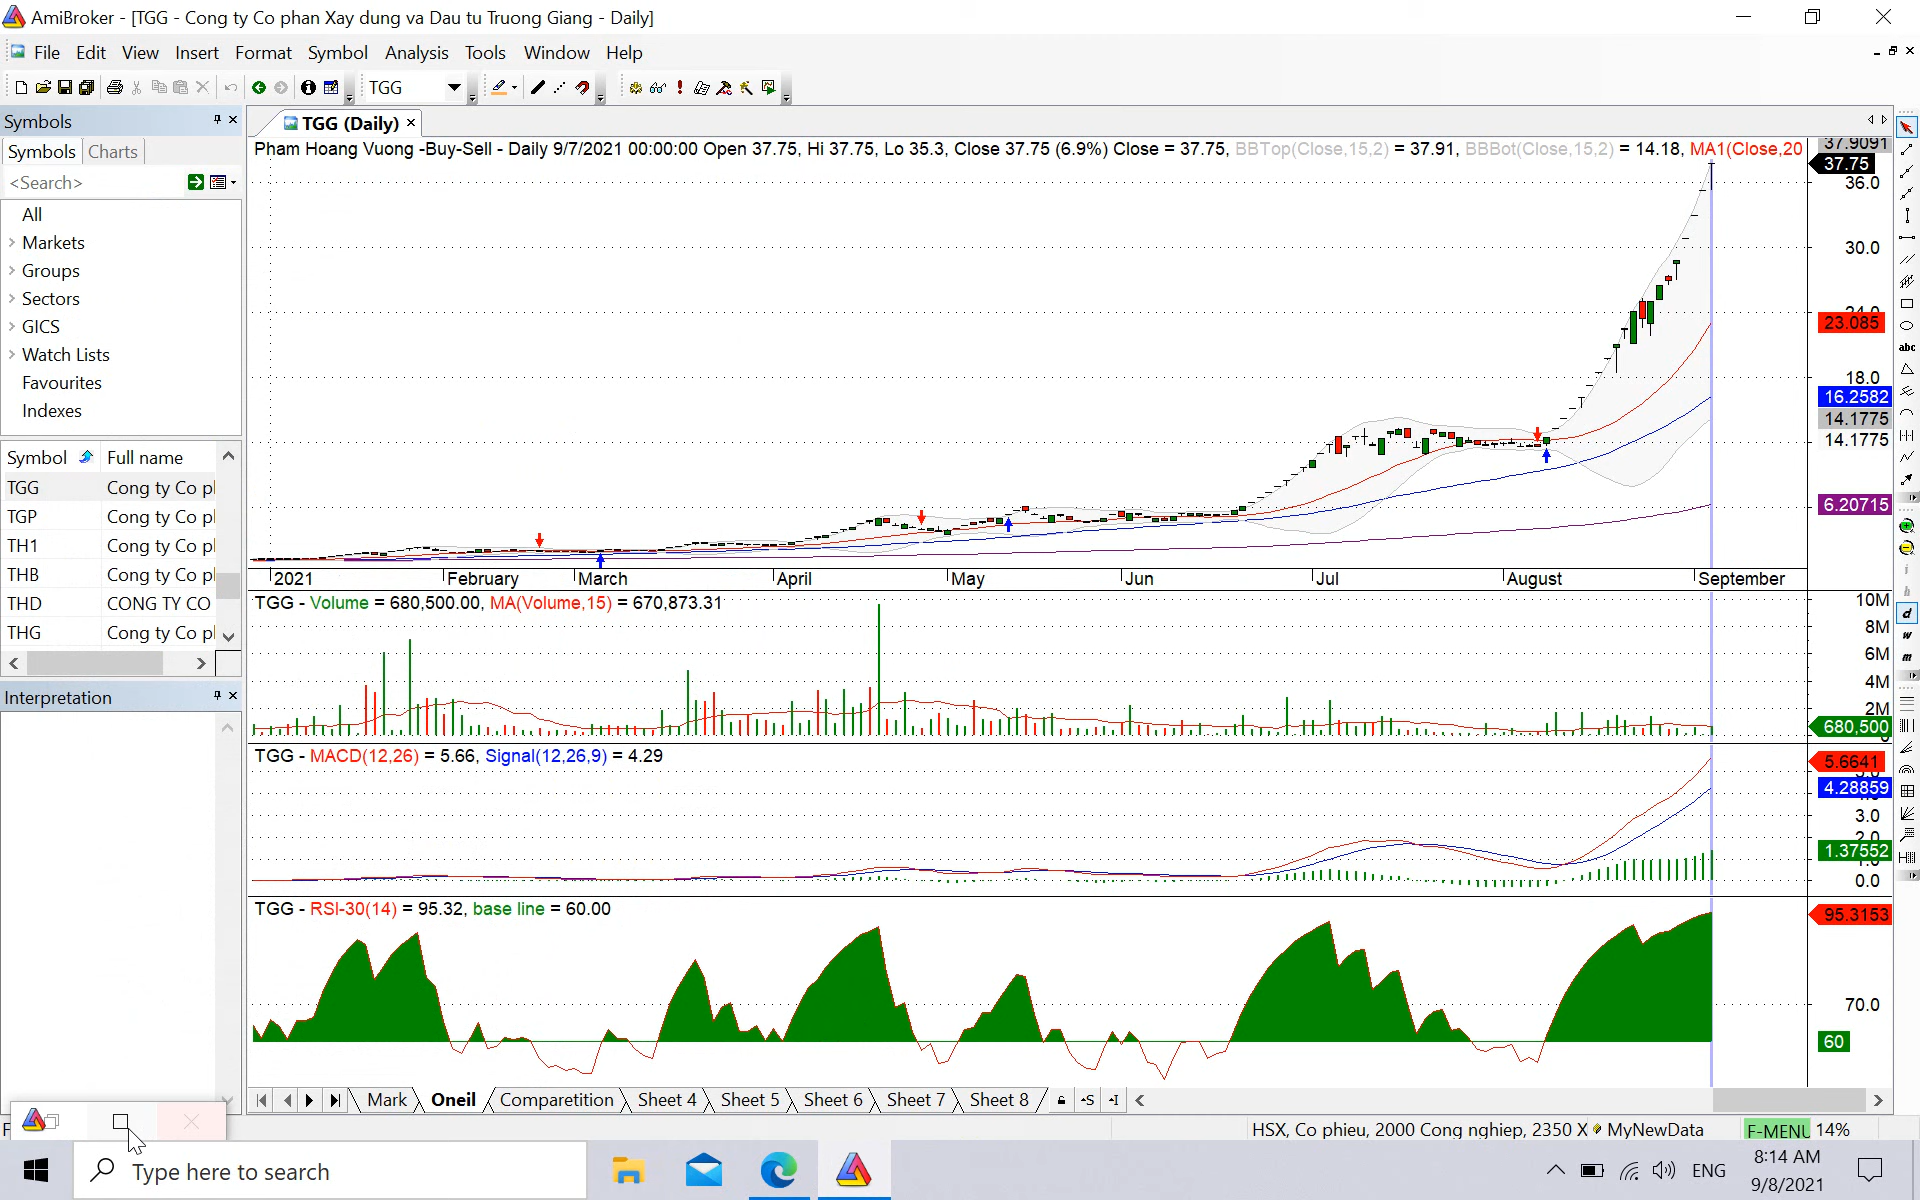 AmiBroker - [TGG - Cong ty Co phan Xay dung va Dau tu Truong Giang - Daily]
File Edit View Insert Format Symbol Analysis Tools Window Help
TGG
Symbols
Symbols Charts
<Search>
All
Markets
Groups
Sectors
GICS
Watch Lists
Favourites
Indexes
Symbol Full name
TGG Cong ty Co pl
TGP Cong ty Co pl
TH1 Cong ty Co pl
THB Cong ty Co pl
THD CONG TY CO
THG Cong ty Co pl
Interpretation
TGG (Daily)
Pham Hoang Vuong -Buy-Sell - Daily 9/7/2021 00:00:00 Open 37.75, Hi 37.75, Lo 35.3, Close 37.75 (6.9%) Close = 37.75, BBTop(Close,15,2) = 37.91, BBBot(Close,15,2) = 14.18, MA1(Close,20
37.9091
37.75
36.0
30.0
24.0
23.085
18.0
16.2582
14.1775
14.1775
6.20715
2021 February March April May Jun Jul August September
TGG - Volume = 680,500.00, MA(Volume,15) = 670,873.31
10M
8M
6M
4M
2M
680,500
TGG - MACD(12,26) = 5.66, Signal(12,26,9) = 4.29
5.6641
4.28859
3.0
2.0
1.37552
0.0
TGG - RSI-30(14) = 95.32, base line = 60.00
95.3153
70.0
60
abc
d
w
m
Mark Oneil Comparetition Sheet 4 Sheet 5 Sheet 6 Sheet 7 Sheet 8
HSX, Co phieu, 2000 Cong nghiep, 2350 X MyNewData F-MENU 14%
Type here to search
ENG
8:14 AM
9/8/2021